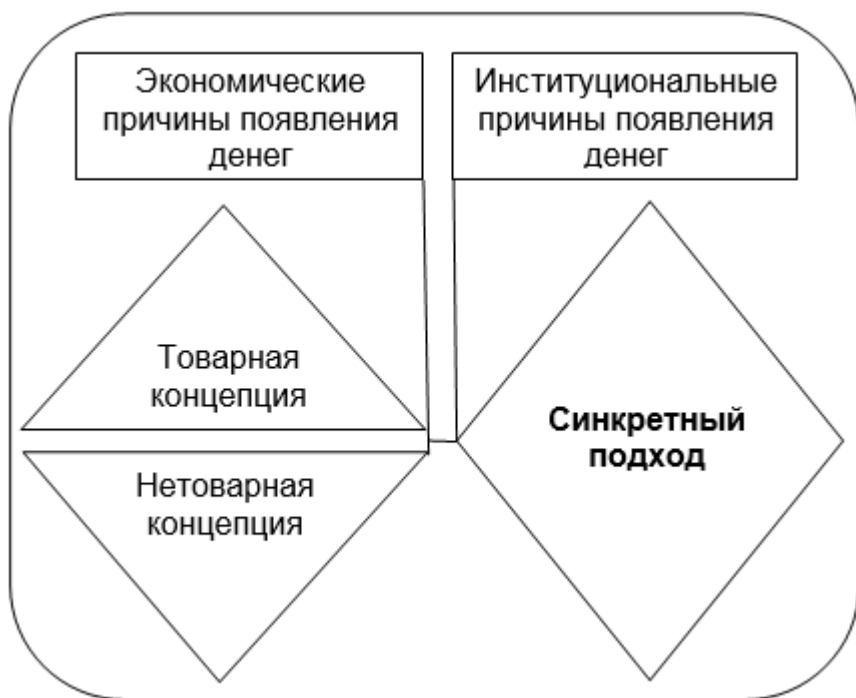 Экономические
причины появления
денег
Институциональные
причины появления
денег
Товарная
концепция
Нетоварная
концепция
Синкретный
подход